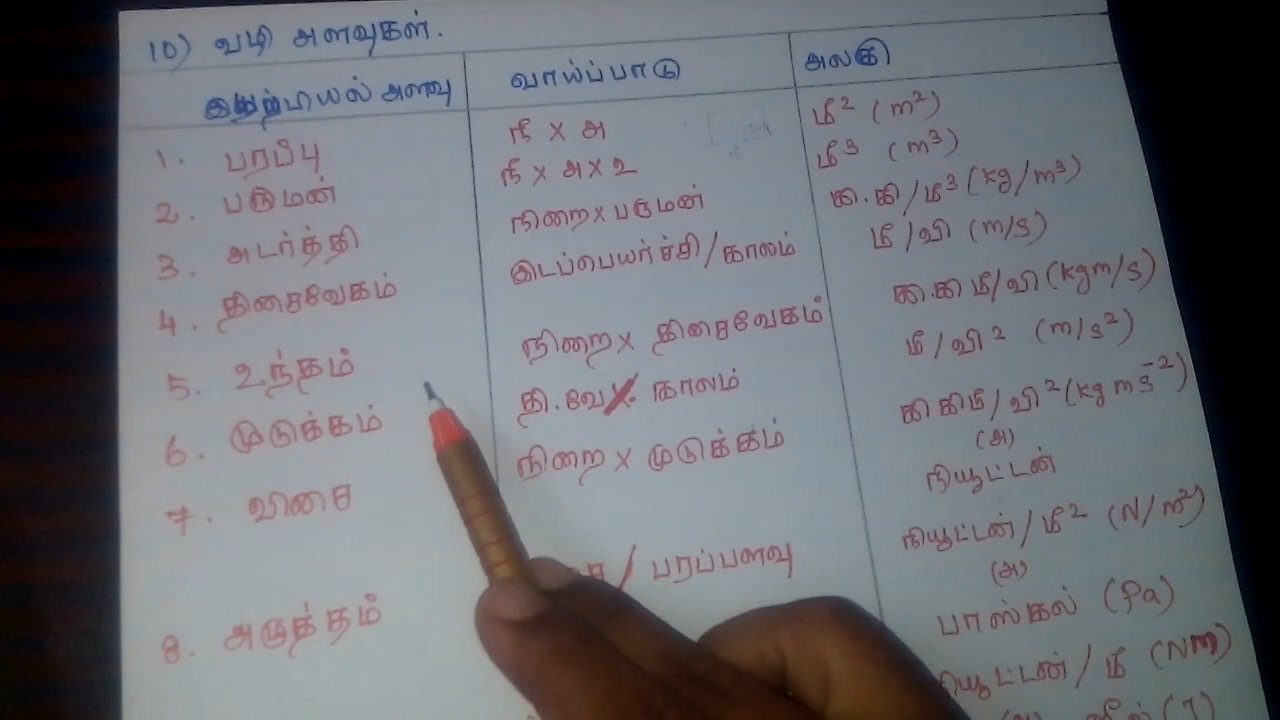 10) வழி அளவுகள்.
இயற்பியல் அளவு வாய்ப்பாடு அலகு
1. பரப்பு நீ x அ மீ² (m²)
2. பருமன் நீ x அ x உ மீ³ (m³)
3. அடர்த்தி நிறை x பருமன் கி.கி/மீ³ (kg/m³)
4. திசைவேகம் இடப்பெயர்ச்சி/காலம் மீ/வி (m/s)
5. உந்தம் நிறை x திசைவேகம் கி.கி மீ/வி (kgm/s)
6. முடுக்கம் தி.வே / காலம் மீ/வி² (m/s²)
7. விசை நிறை x முடுக்கம் கி கிமீ/வி² (kg m s⁻²)
(அ)
நியூட்டன்
8. அழுத்தம் / பரப்பளவு நியூட்டன்/மீ² (N/m²)
(அ)
பாஸ்கல் (Pa)
நியூட்டன் / மீ (Nm)
(J)